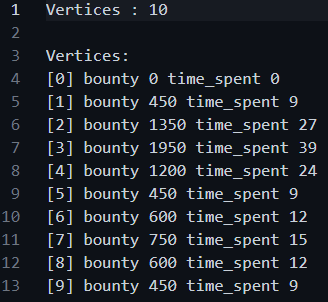 1 Vertices : 10
2
3 Vertices:
4 [0] bounty 0 time_spent 0
5 [1] bounty 450 time_spent 9
6 [2] bounty 1350 time_spent 27
7 [3] bounty 1950 time_spent 39
8 [4] bounty 1200 time_spent 24
9 [5] bounty 450 time_spent 9
10 [6] bounty 600 time_spent 12
11 [7] bounty 750 time_spent 15
12 [8] bounty 600 time_spent 12
13 [9] bounty 450 time_spent 9